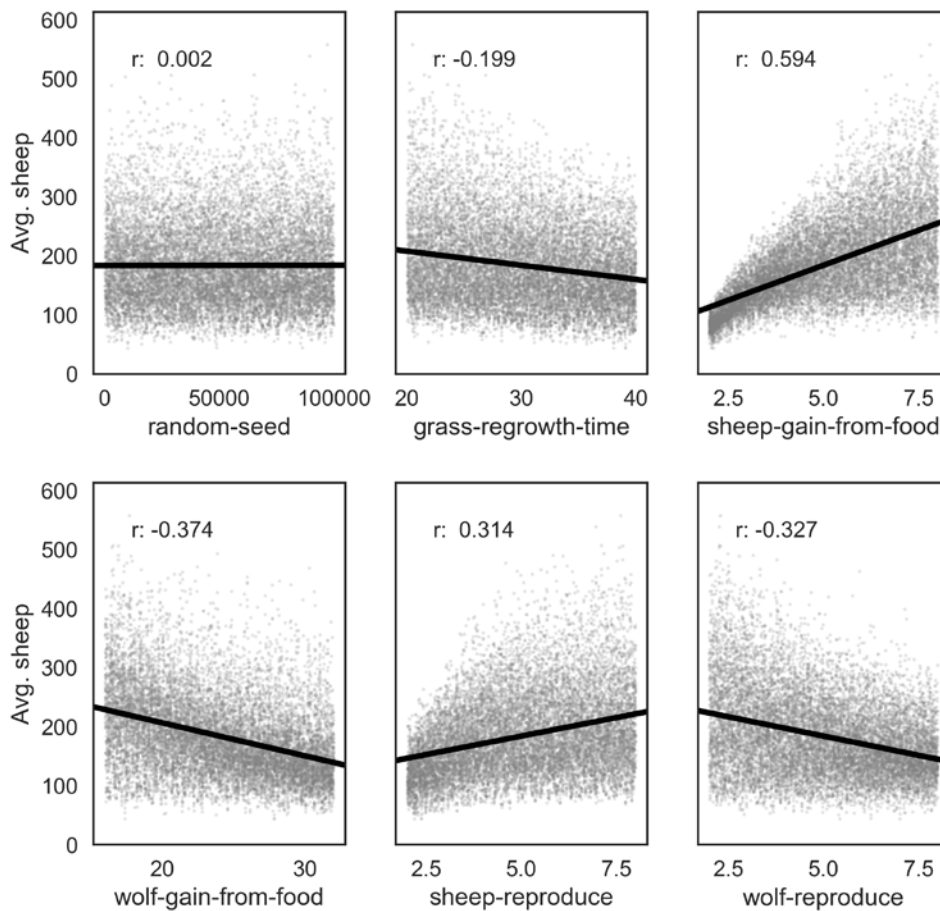 600
500
400
300
200
100
0
Avg. sheep
r: 0.002
0 50000 100000
random-seed
r: -0.199
20 30 40
grass-regrowth-time
r: 0.594
2.5 5.0 7.5
sheep-gain-from-food
600
500
400
300
200
100
0
Avg. sheep
r: -0.374
20 30
wolf-gain-from-food
r: 0.314
2.5 5.0 7.5
sheep-reproduce
r: -0.327
2.5 5.0 7.5
wolf-reproduce